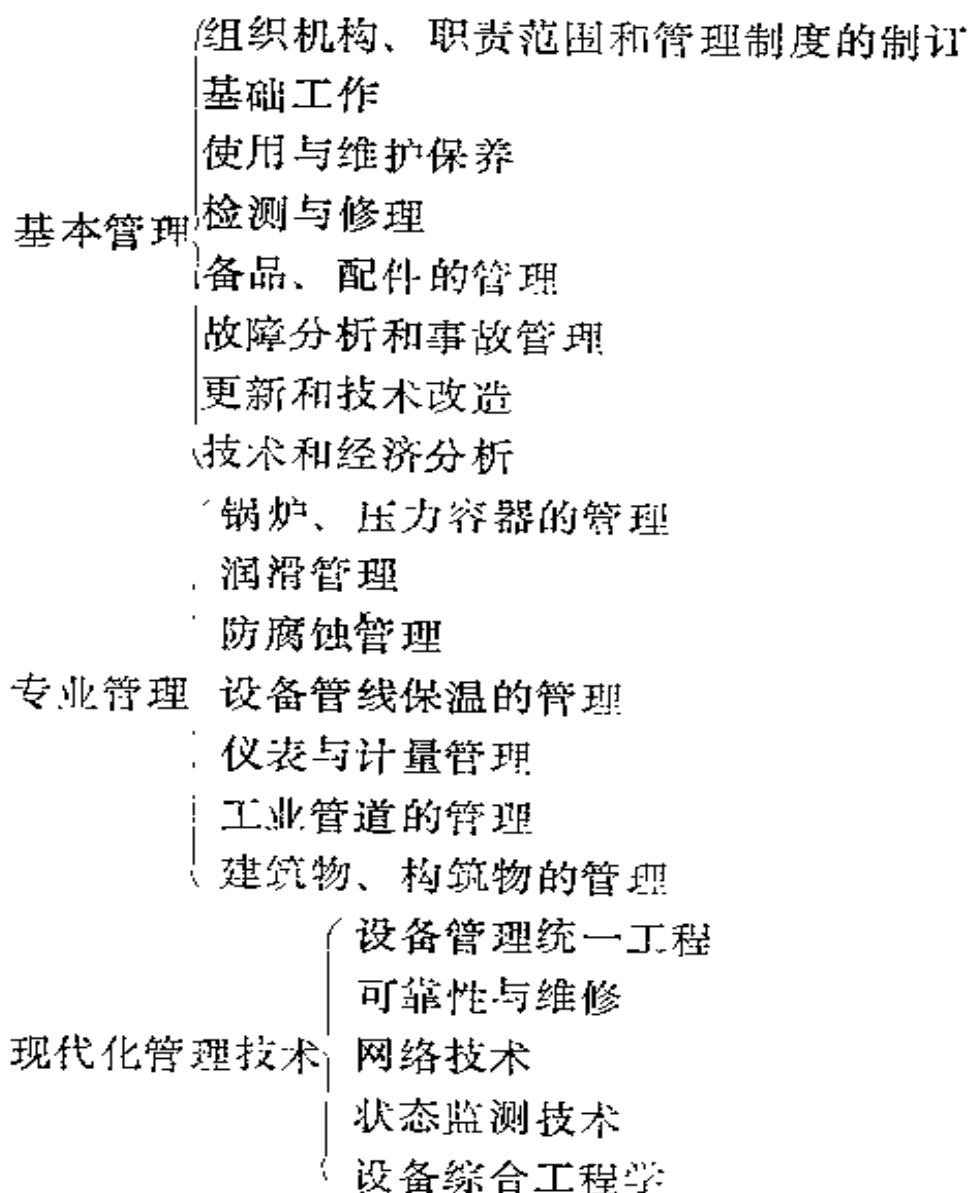 组织机构、职责范围和管理制度的制订
基础工作
使用与维护保养
基本管理
检测与修理
备品、配件的管理
故障分析和事故管理
更新和技术改造
技术和经济分析
锅炉、压力容器的管理
润滑管理
防腐蚀管理
专业管理
设备管线保温的管理
仪表与计量管理
工业管道的管理
建筑物、构筑物的管理
设备管理统一工程
可靠性与维修
现代化管理技术
网络技术
状态监测技术
设备综合工程学